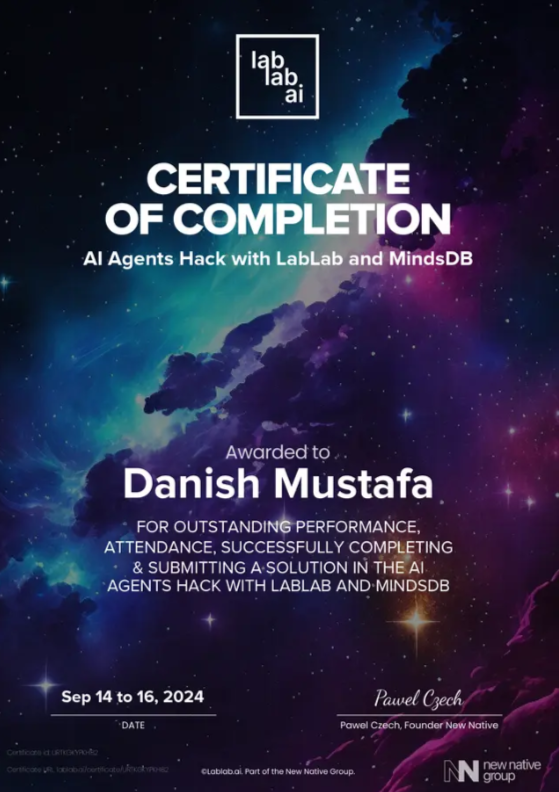 lab
lab
ai
CERTIFICATE
OF COMPLETION
AI Agents Hack with LabLab and MindsDB
Awarded to
Danish Mustafa
FOR OUTSTANDING PERFORMANCE,
ATTENDANCE, SUCCESSFULLY COMPLETING
& SUBMITTING A SOLUTION IN THE AI
AGENTS HACK WITH LABLAB AND MINDSDB
Sep 14 to 16, 2024
DATE
Pawel Czech
Pawel Czech, Founder New Native
Certificate id:
Certificate URL
©Lablab.ai. Part of the New Native Group.
NN new native
group